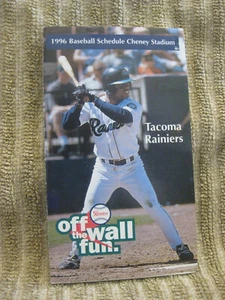 1996 Baseball Schedule Cheney Stadium
Rainiers
Tacoma
Rainiers
off
the wall
fun.